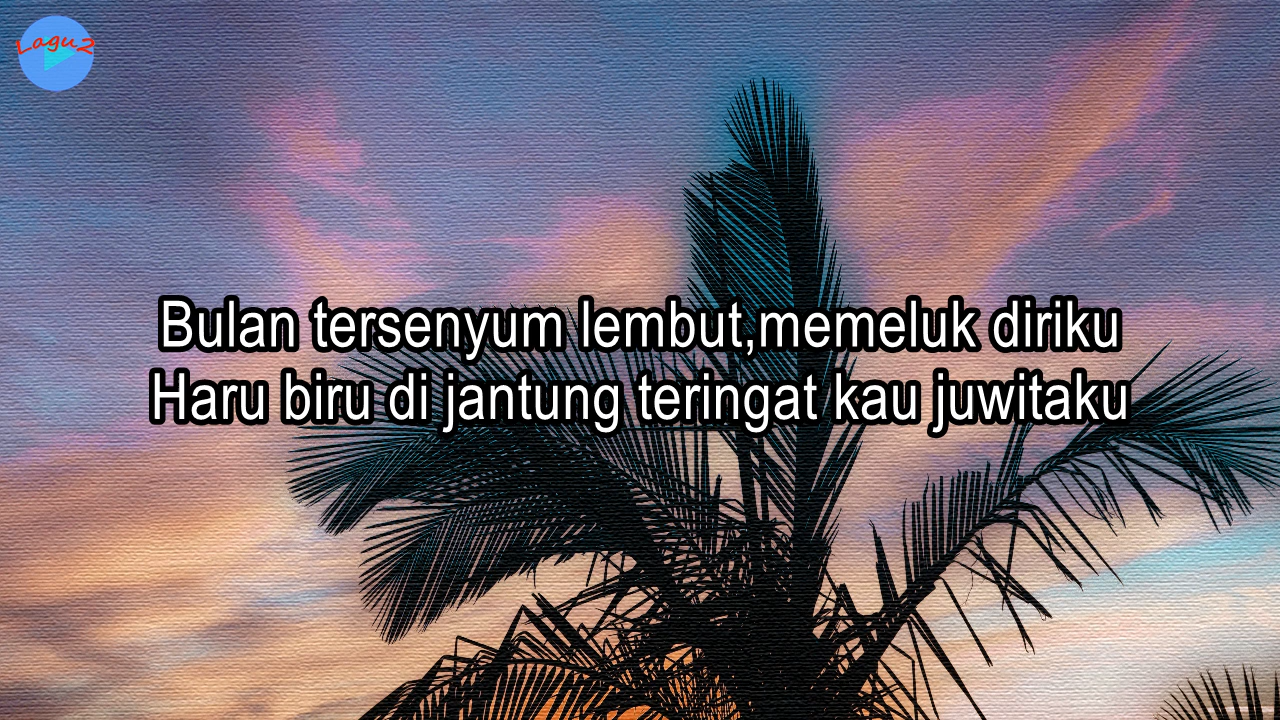 Lagu2
Bulan tersenyum lembut,memeluk diriku
Haru biru di jantung teringat kau juwitaku